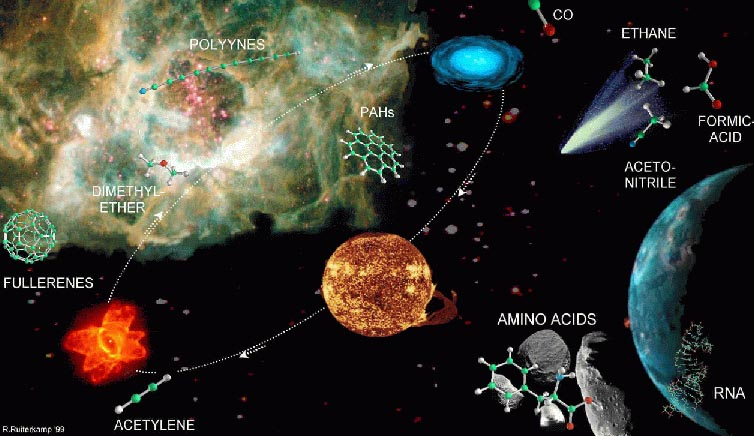 CO
ETHANE
POLYYNES
PAHs
FORMIC-
ACID
ACETO-
NITRILE
DIMETHYL-
ETHER
FULLERENES
AMINO ACIDS
RNA
ACETYLENE
R.Ruiterkamp '99